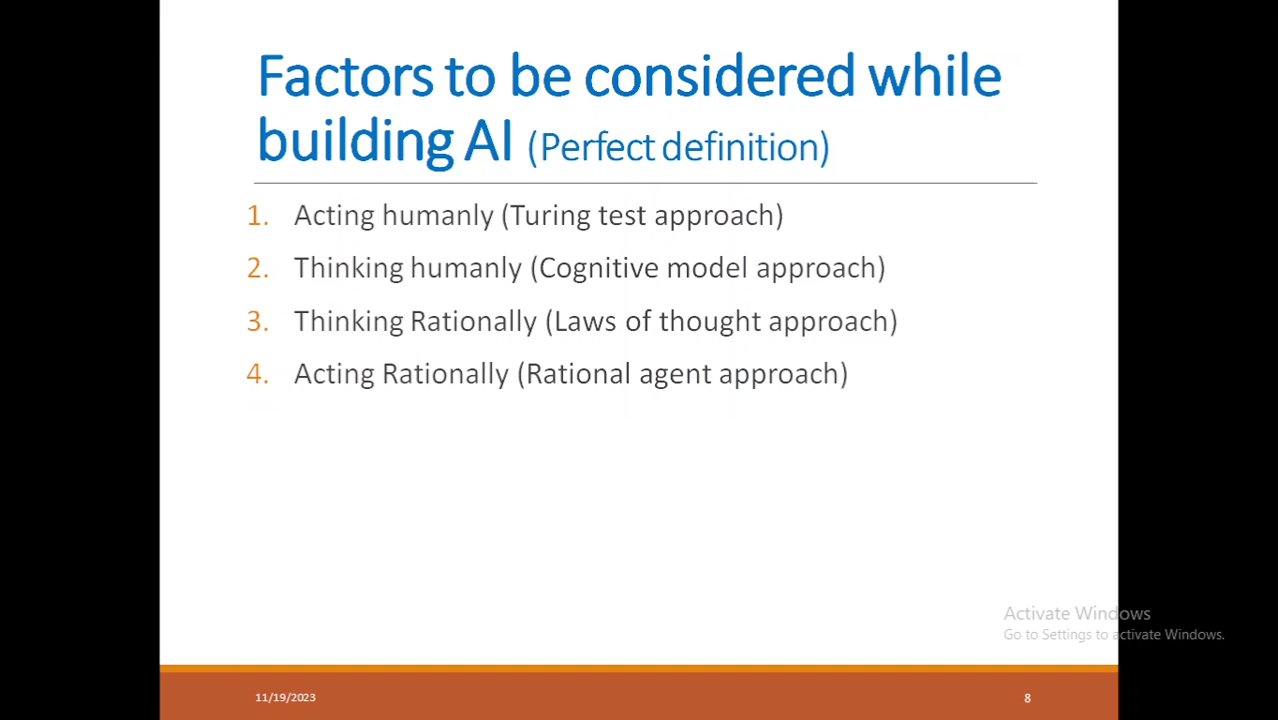 Factors to be considered while
building AI (Perfect definition)
1. Acting humanly (Turing test approach)
2. Thinking humanly (Cognitive model approach)
3. Thinking Rationally (Laws of thought approach)
4. Acting Rationally (Rational agent approach)
Activate Windows
Go to Settings to activate Windows.
11/19/2023
8